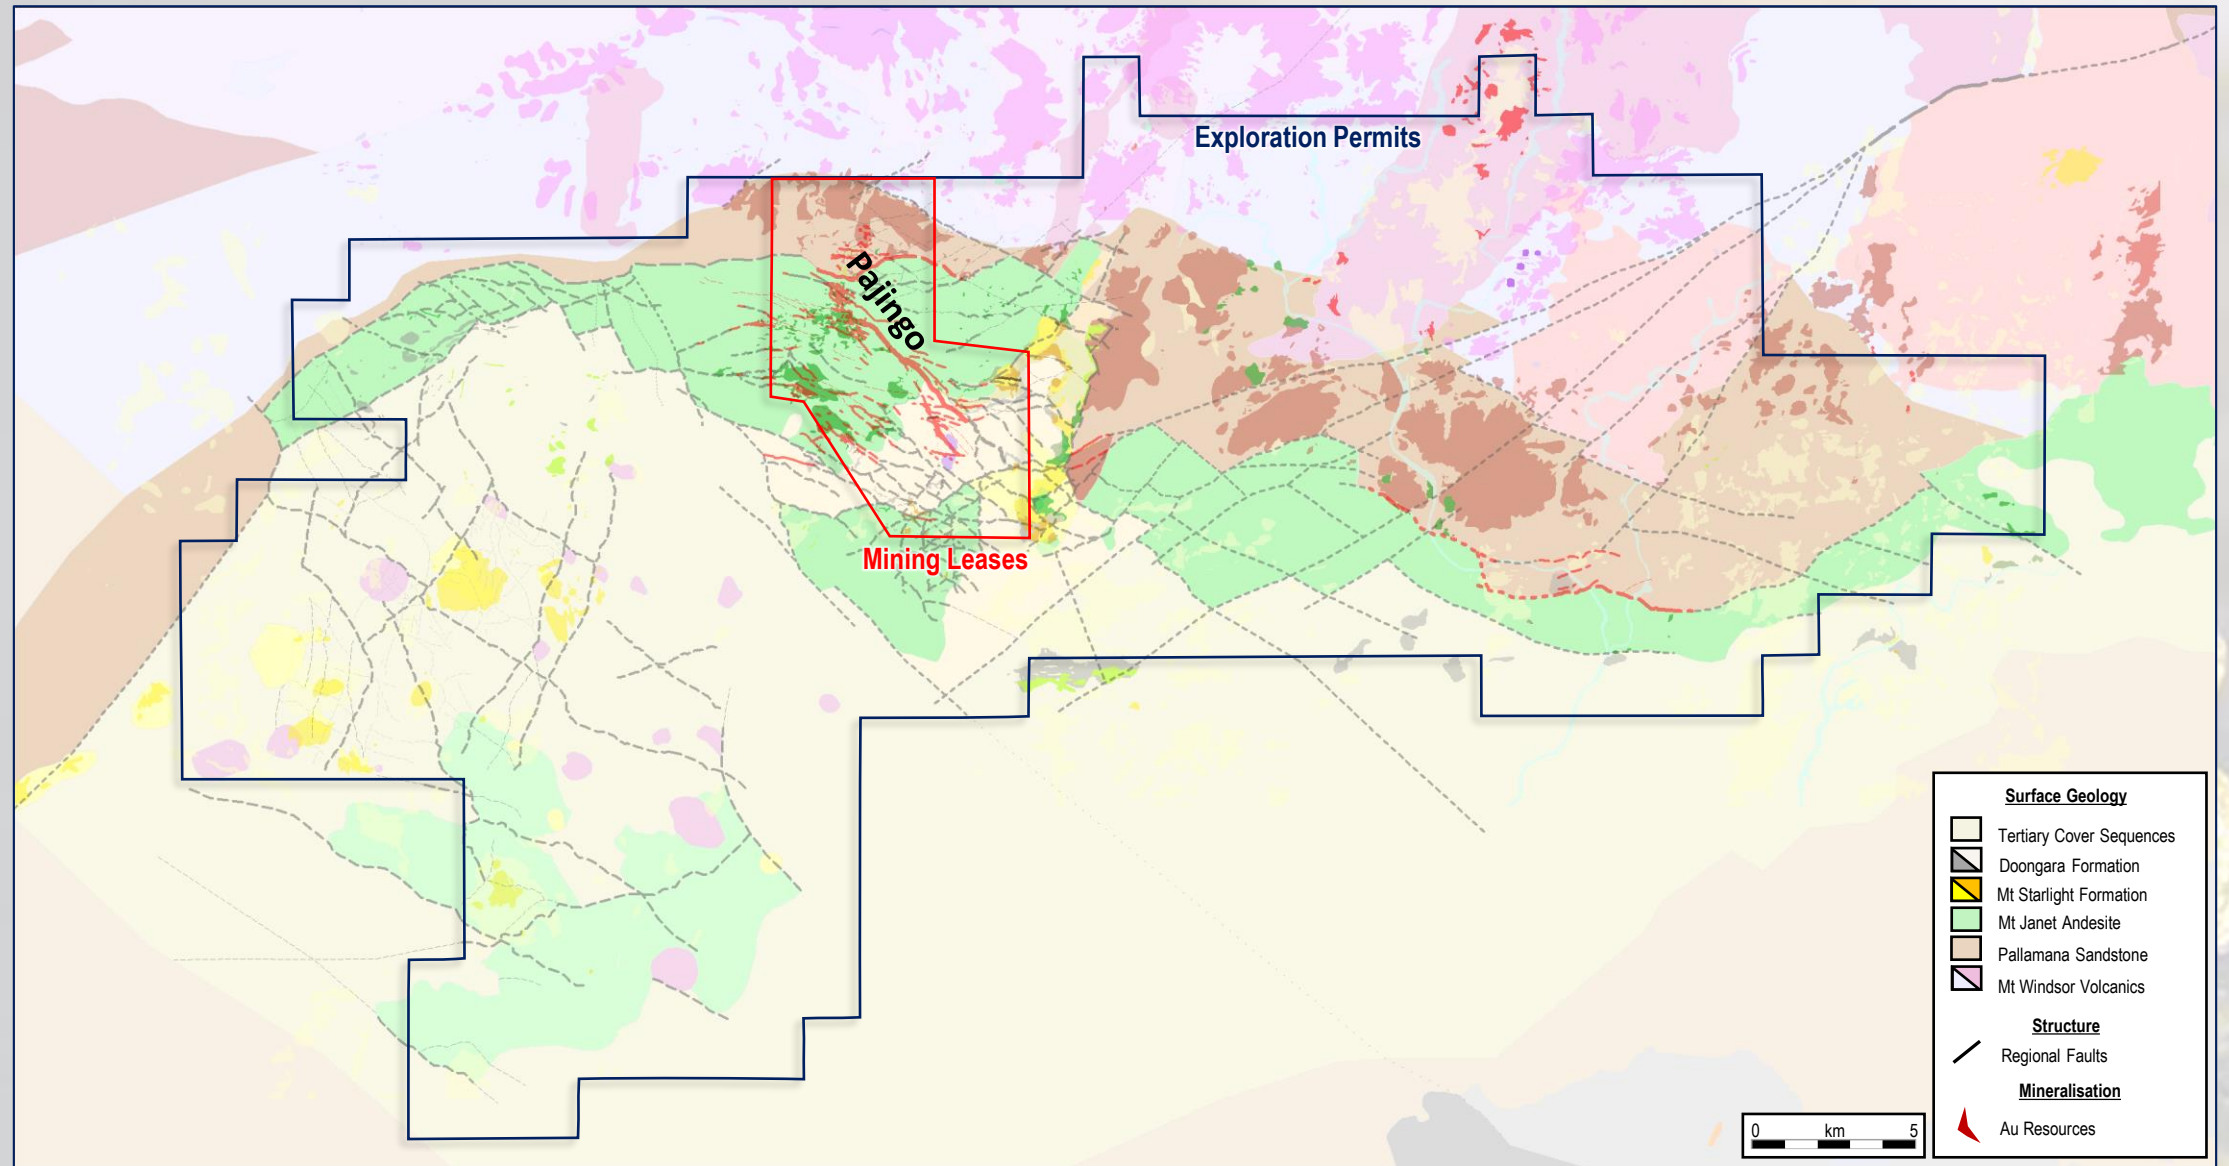 Exploration Permits
Pajingo
Mining Leases
Surface Geology
Tertiary Cover Sequences
Doongara Formation
Mt Starlight Formation
Mt Janet Andesite
Pallamana Sandstone
Mt Windsor Volcanics
Structure
Regional Faults
Mineralisation
Au Resources
0 km 5